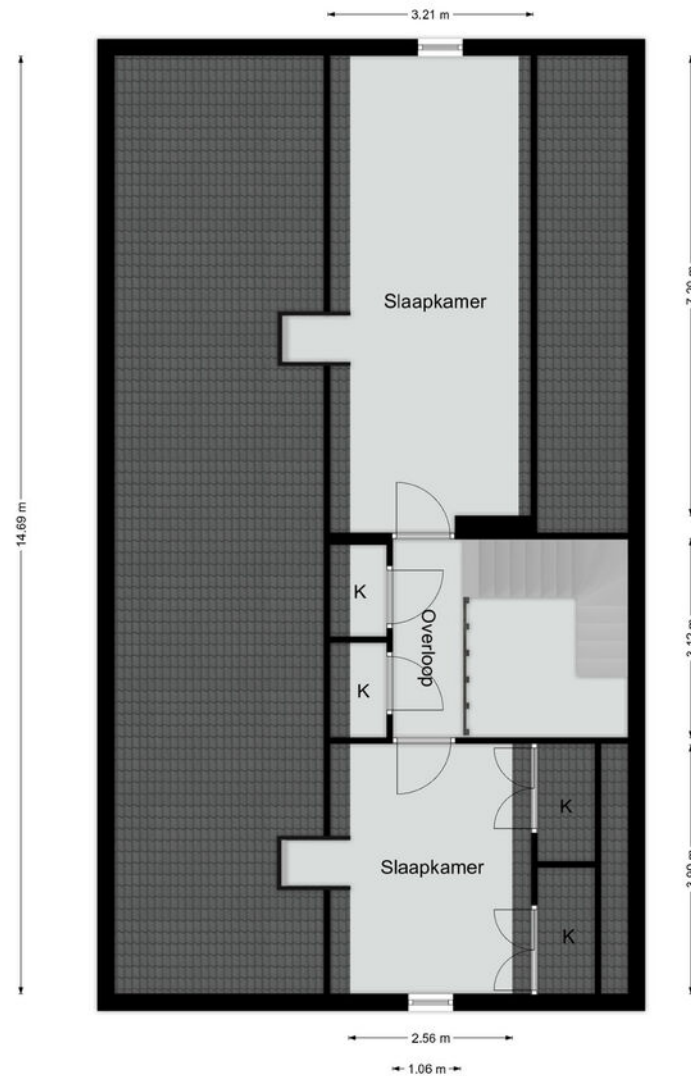 3.21 m
Slaapkamer
14.69 m
K
Overloop
K
K
Slaapkamer
K
2.56 m
1.06 m